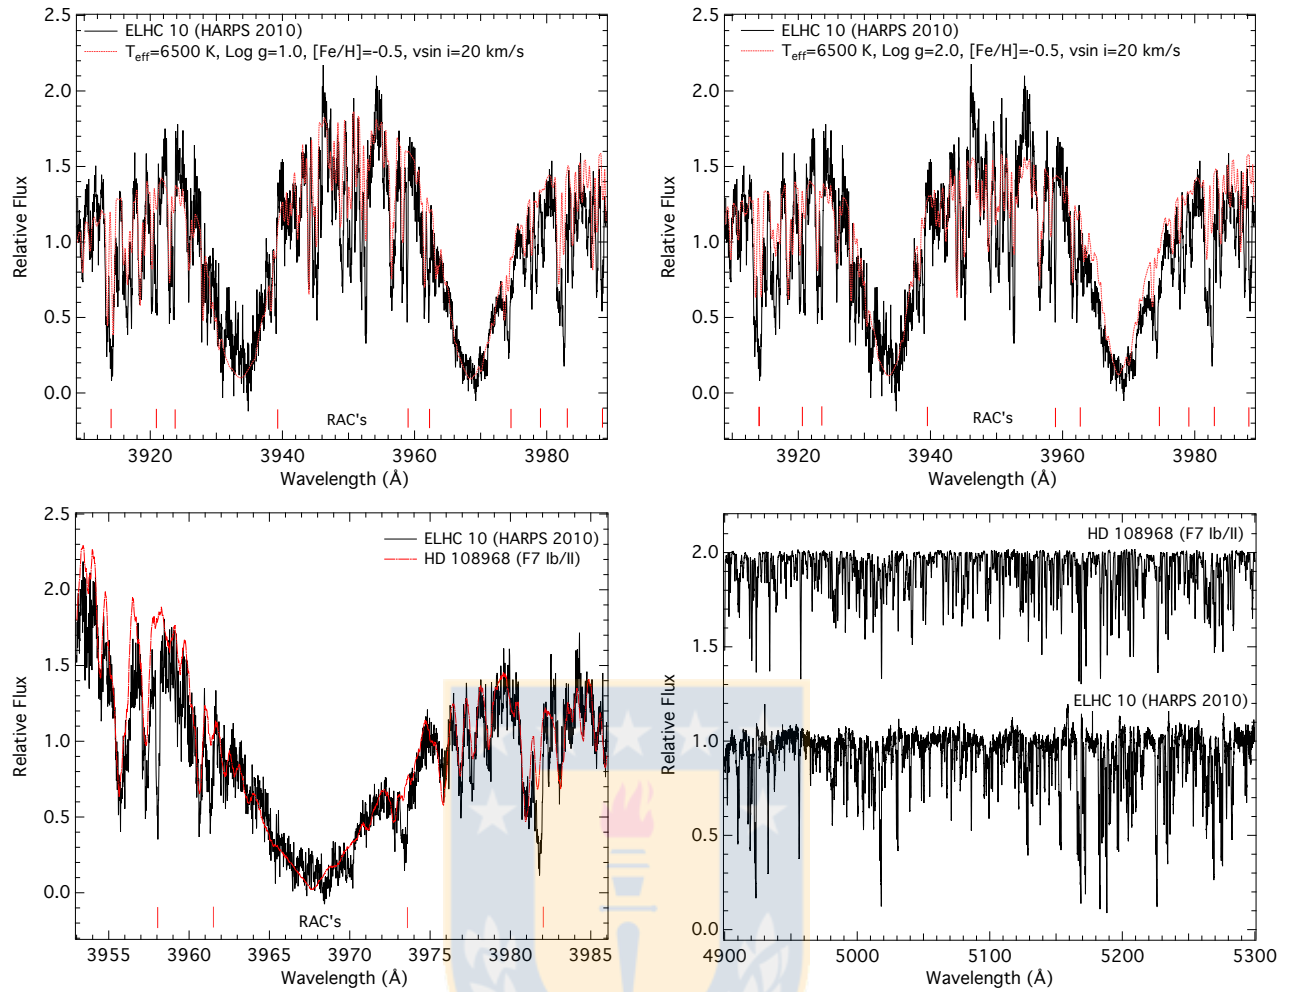 2.5
2.0
1.5
1.0
0.5
0.0
Relative Flux
ELHC 10 (HARPS 2010)
Teff=6500 K, Log g=1.0, [Fe/H]=-0.5, vsin i=20 km/s
RAC's
3920
3940
3960
3980
Wavelength (Å)
2.5
2.0
1.5
1.0
0.5
0.0
Relative Flux
ELHC 10 (HARPS 2010)
Teff=6500 K, Log g=2.0, [Fe/H]=-0.5, vsin i=20 km/s
RAC's
3920
3940
3960
3980
Wavelength (Å)
2.5
2.0
1.5
1.0
0.5
0.0
Relative Flux
ELHC 10 (HARPS 2010)
HD 108968 (F7 Ib/II)
RAC's
3955
3960
3965
3970
3975
3980
3985
Wavelength (Å)
2.0
1.5
1.0
0.5
0.0
Relative Flux
HD 108968 (F7 Ib/II)
ELHC 10 (HARPS 2010)
4900
5000
5100
5200
5300
Wavelength (Å)